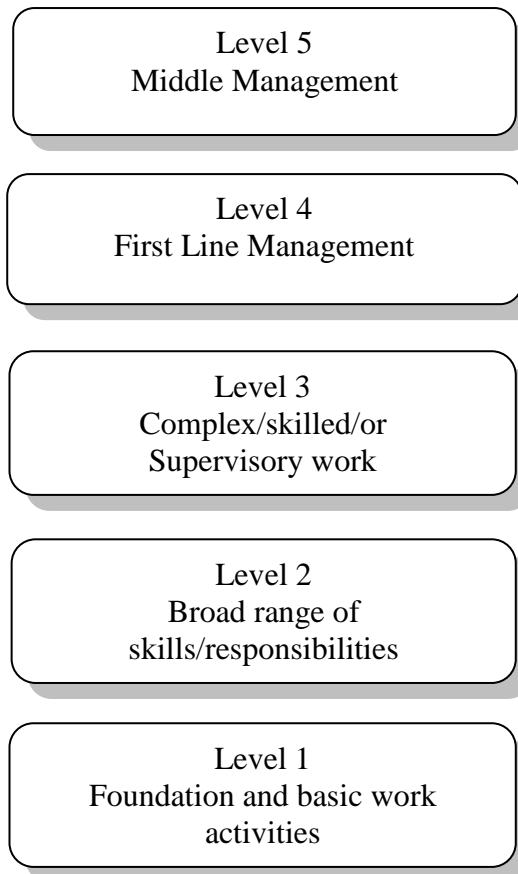 Level 5
Middle Management
Level 4
First Line Management
Level 3
Complex/skilled/or
Supervisory work
Level 2
Broad range of
skills/responsibilities
Level 1
Foundation and basic work
activities